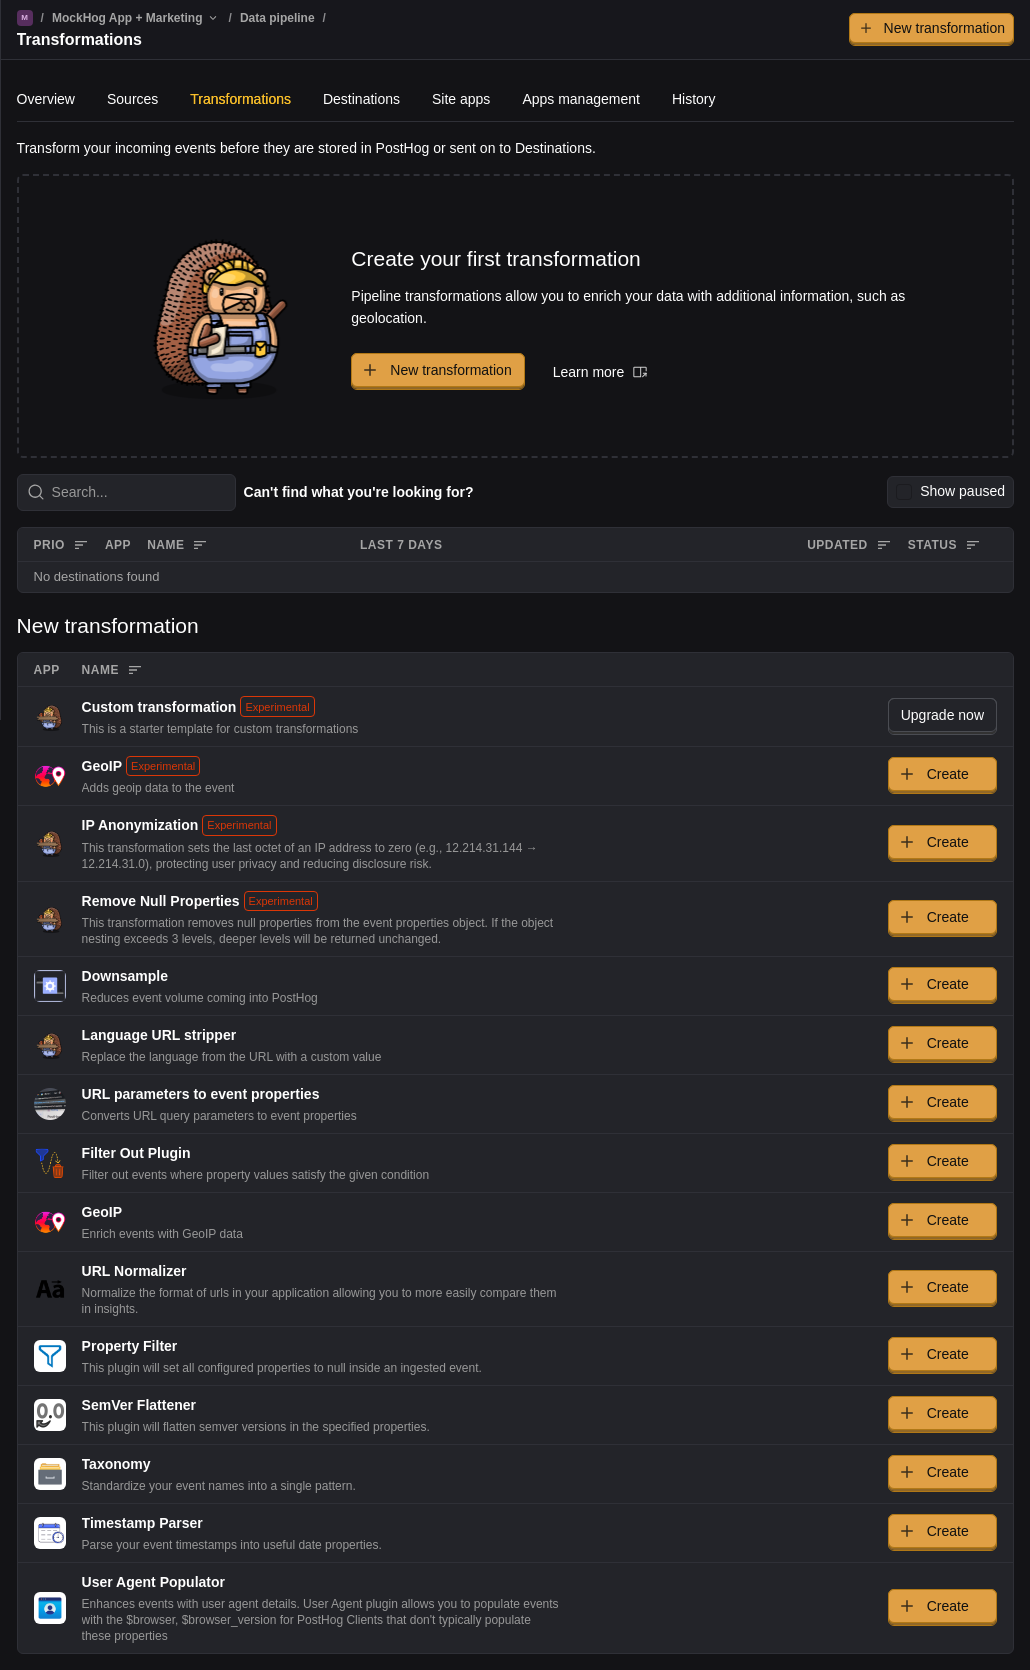 M / MockHog App + Marketing / Data pipeline /
Transformations
New transformation
Overview Sources Transformations Destinations Site apps Apps management History
Transform your incoming events before they are stored in PostHog or sent on to Destinations.
Create your first transformation
Pipeline transformations allow you to enrich your data with additional information, such as
geolocation.
New transformation Learn more
Search... Can't find what you're looking for? Show paused
PRIO APP NAME LAST 7 DAYS UPDATED STATUS
No destinations found
New transformation
APP NAME
Custom transformation Experimental
This is a starter template for custom transformations
Upgrade now
GeoIP Experimental
Adds geoip data to the event
Create
IP Anonymization Experimental
This transformation sets the last octet of an IP address to zero (e.g., 12.214.31.144 →
12.214.31.0), protecting user privacy and reducing disclosure risk.
Create
Remove Null Properties Experimental
This transformation removes null properties from the event properties object. If the object
nesting exceeds 3 levels, deeper levels will be returned unchanged.
Create
Downsample
Reduces event volume coming into PostHog
Create
Language URL stripper
Replace the language from the URL with a custom value
Create
URL parameters to event properties
Converts URL query parameters to event properties
Create
Filter Out Plugin
Filter out events where property values satisfy the given condition
Create
GeoIP
Enrich events with GeoIP data
Create
Aa
URL Normalizer
Normalize the format of urls in your application allowing you to more easily compare them
in insights.
Create
Property Filter
This plugin will set all configured properties to null inside an ingested event.
Create
0.0
SemVer Flattener
This plugin will flatten semver versions in the specified properties.
Create
Taxonomy
Standardize your event names into a single pattern.
Create
Timestamp Parser
Parse your event timestamps into useful date properties.
Create
User Agent Populator
Enhances events with user agent details. User Agent plugin allows you to populate events
with the $browser, $browser_version for PostHog Clients that don't typically populate
these properties
Create